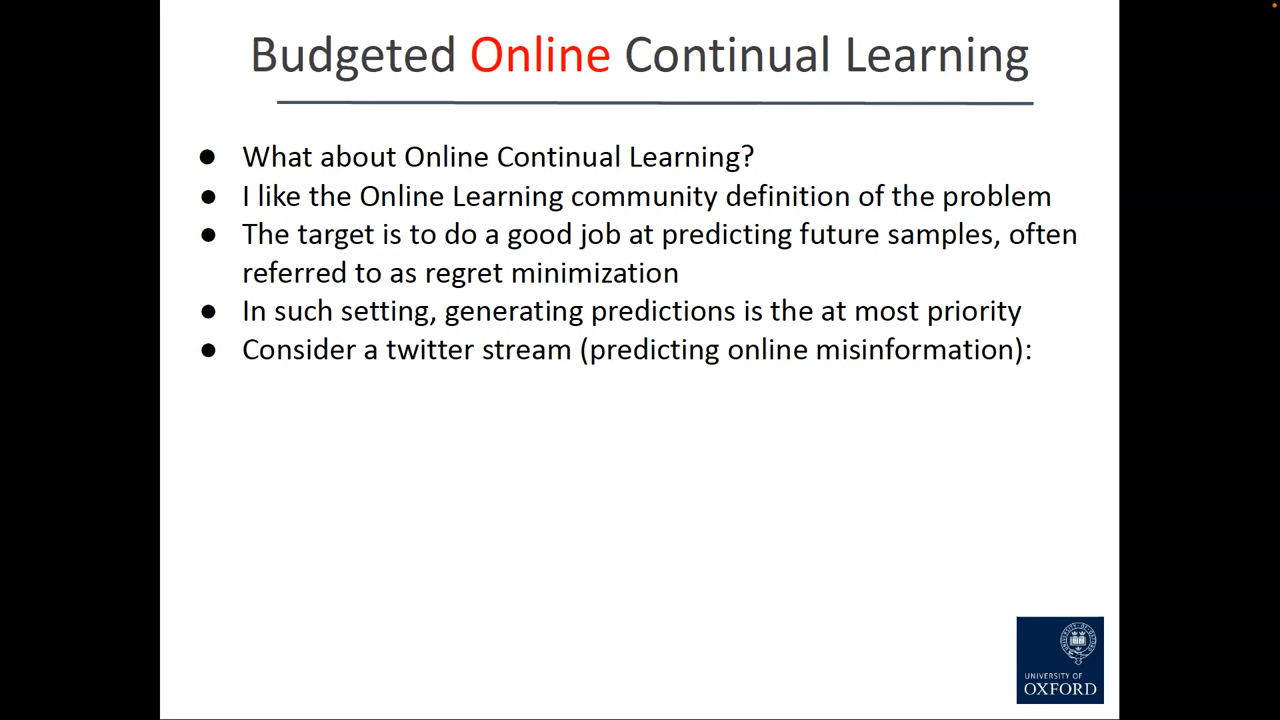 Budgeted Online Continual Learning
● What about Online Continual Learning?
● I like the Online Learning community definition of the problem
● The target is to do a good job at predicting future samples, often
referred to as regret minimization
● In such setting, generating predictions is the at most priority
● Consider a twitter stream (predicting online misinformation):
UNIVERSITY OF
OXFORD